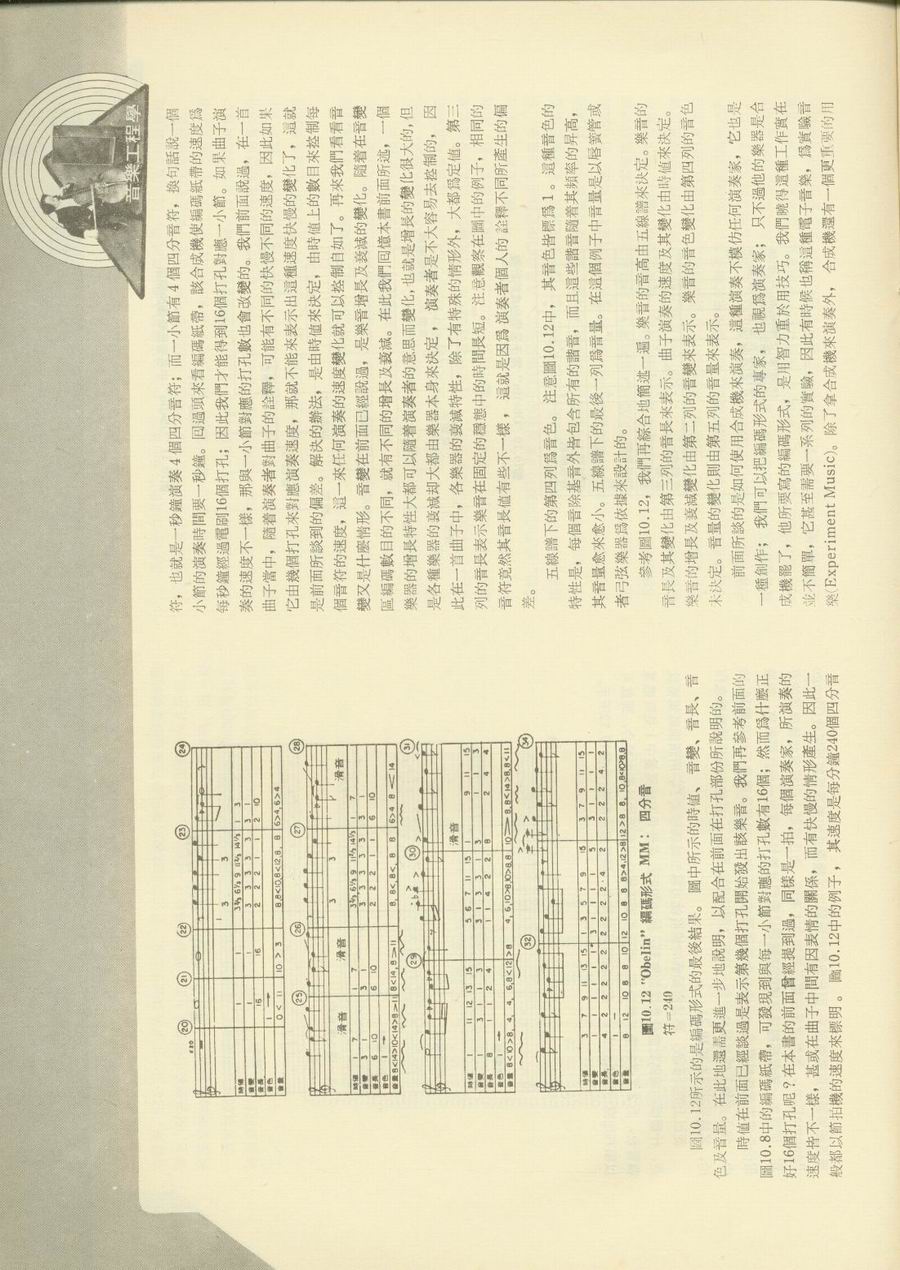 音樂工程學
圖10.12 "Obelin" 編碼形式 MM： 四分音
符=240
圖10.12所示的是編碼形式的最後結果。圖中所示的時値、音變、音長、音
色及音量。在此地還需更進一步地說明，以配合在前面在打孔部份所說明的。
時値在前面已經談過是表示第幾個打孔開始發出該樂音。我們再參考前面的
圖10.8中的編碼紙帶，可發現到與每一小節對應的打孔數有16個；然而爲什麽正
好16個打孔呢？在本書的前面曾經提到過，同樣是一拍，每個演奏家，所演奏的
速度皆不一樣，甚或在曲子中間有因表情的關係，而有快慢的情形產生。因此一
般都以節拍機的速度來標明。圖10.12中的例子，其速度是每分鐘240個四分音
符，也就是一秒鐘演奏4個四分音符；而一小節有4個四分音符，換句話說一個
小節的演奏時間要一秒鐘。囘過頭來看編碼紙帶，該合成機使編碼紙帶的速度爲
每秒鐘經過電刷16個打孔；因此我們才能得到16個打孔對應一小節。如果曲子演
奏的速度不一樣，那與一小節對應的打孔數也會改變的。我們前面說過，在一首
曲子當中，隨着演奏者對曲子的詮釋，可能有不同的快慢不同的速度，因此如果
它由幾個打孔來對應演奏速度，那就不能來表示出這種速度快慢的變化了，這就
是前面所談到的偏差。解決的辦法，是由時値來決定，由時値上的數目來控制每
個音符的速度，這一來任何演奏的速度變化就可以控制自如了。再來我們看看音
變又是什麽情形。音變在前面已經說過，是樂音增長及衰減的變化。隨着在音變
區編碼數目的不同，就有不同的增長及衰減。在此我們囘憶本書前面所述，一個
樂器的增長特性大都可以隨着演奏者的意思而變化，也就是增長的變化很大的，但
是各種樂器的衰減却大都由樂器本身來決定，演奏者是不大容易去控制的，因
此在一首曲子中，各樂器的衰減特性，除了有特殊的情形外，大都爲定値。第三
列的音長表示樂音在固定的穩態中的時間長短。注意觀察在圖中的例子，相同的
音符竟然其音長値有些不一樣，這就是因爲演奏者個人的詮釋不同所產生的偏
差。
五線譜下的第四列爲音色。注意圖10.12中，其音色皆標爲1。這種音色的
特性是，每個音除基音外皆包含所有的諧音，而且這些諧音隨着其頻率的昇高，
其音量愈來愈小。五線譜下的最後一列爲音量。在這個例子中音量是以唇簧管或
者弓弦樂器爲依據來設計的。
參考圖10.12，我們再綜合地簡述一遍。樂音的音高由五線譜來決定。樂音的
音長及其變化由第三列的音長來表示。曲子演奏的速度及其變化由時値來決定。
樂音的增長及衰減變化由第二列的音變來表示。樂音的音色變化由第四列的音色
來決定。音量的變化則由第五列的音量來表示。
前面所談的是如何使用合成機來演奏，這種演奏不模仿任何演奏家，它也是
一種創作；我們可以把編碼形式的專家，也視爲演奏家；只不過他的樂器是合
成機罷了，他所要寫的編碼形式，是用智力重於用技巧。我們曉得這種工作實在
並不簡單，它甚至需要一系列的實驗，因此有時候也稱這種電子音樂，爲實驗音
樂(Experiment Music)。除了拿合成機來演奏外，合成機還有一個更重要的用